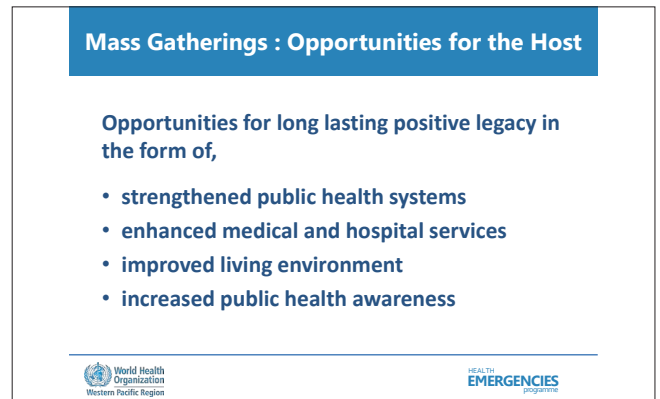 Mass Gatherings : Opportunities for the Host
Opportunities for long lasting positive legacy in
the form of,
• strengthened public health systems
• enhanced medical and hospital services
• improved living environment
• increased public health awareness
World Health
Organization
Western Pacific Region
HEALTH
EMERGENCIES
programme